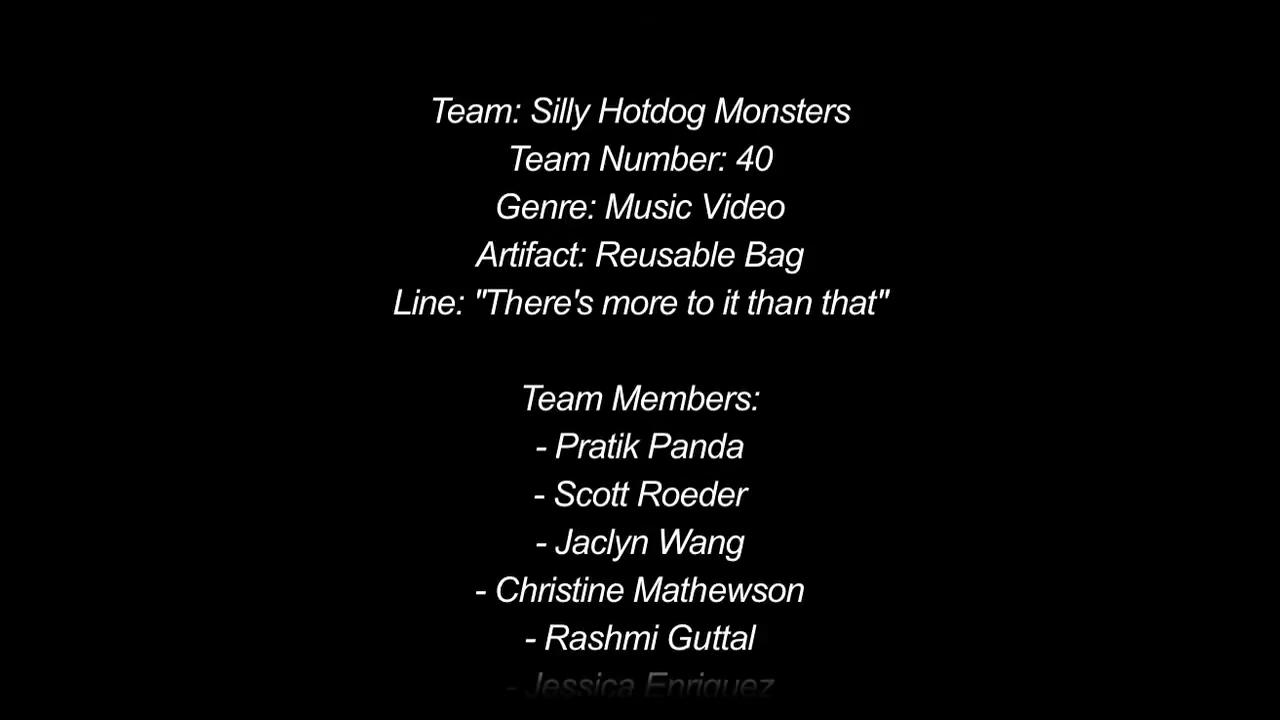 Team: Silly Hotdog Monsters
Team Number: 40
Genre: Music Video
Artifact: Reusable Bag
Line: "There's more to it than that"
Team Members:
- Pratik Panda
- Scott Roeder
- Jaclyn Wang
- Christine Mathewson
- Rashmi Guttal
- Jessica Enriquez